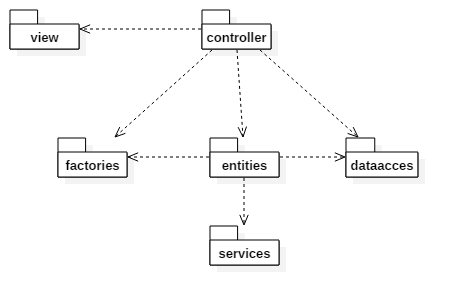 view
controller
factories
entities
dataacces
services